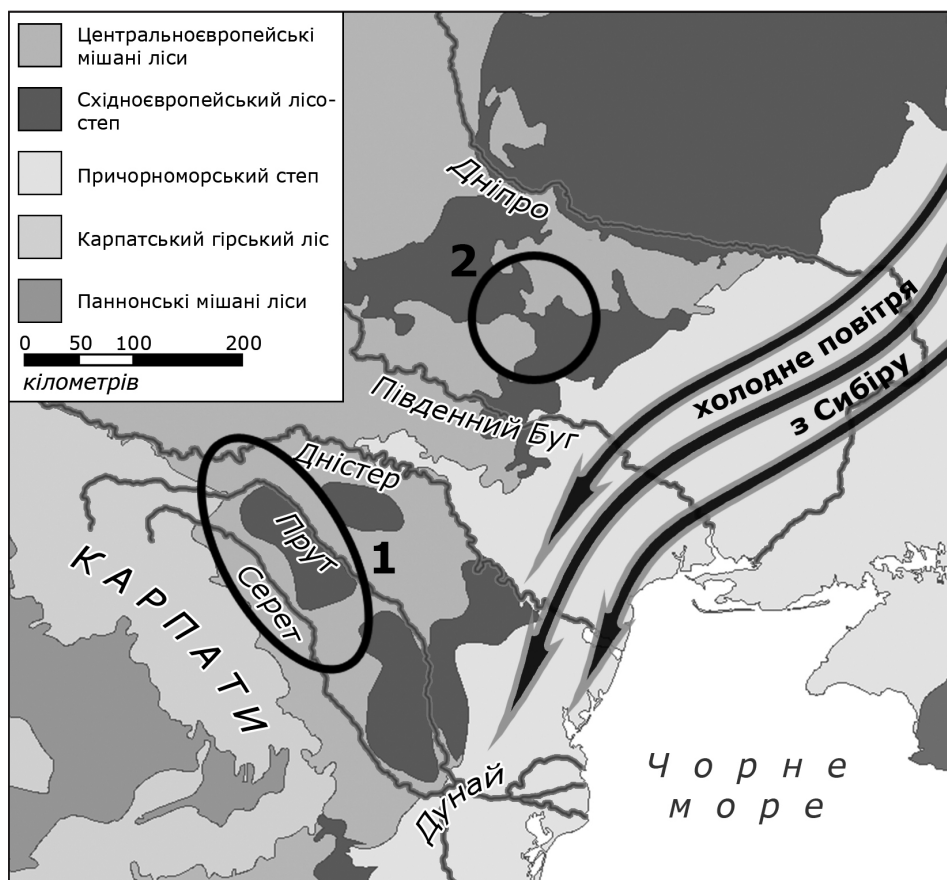 Центральноєвропейські
мішані ліси
Східноєвропейський лісо-
степ
Причорноморський степ
Карпатський гірський ліс
Паннонські мішані ліси
0 50 100 200
кілометрів
Дніпро
2
холодне повітря
з Сибіру
Південний Буг
Дністер
Прут
1
Серет
КАРПАТИ
Дунай
Чорне
море